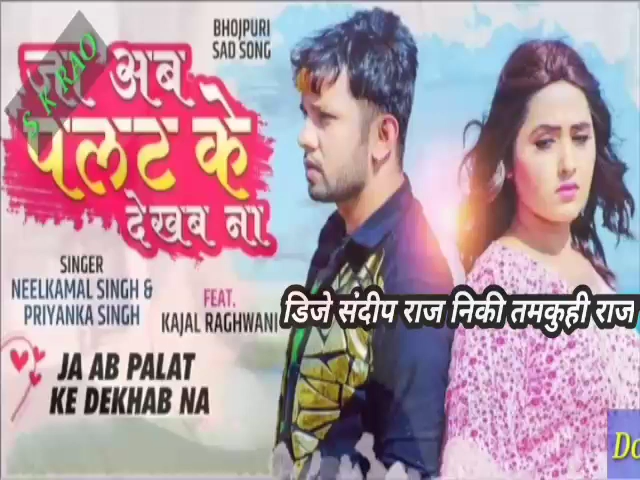 BHOJPURI
SAD SONG
S K RAO
जा अब
पलट के
देखब ना
SINGER
NEELKAMAL SINGH &
PRIYANKA SINGH
FEAT.
KAJAL RAGHWANI
डिजे संदीप राज निकी तमकुही राज
JA AB PALAT
KE DEKHAB NA